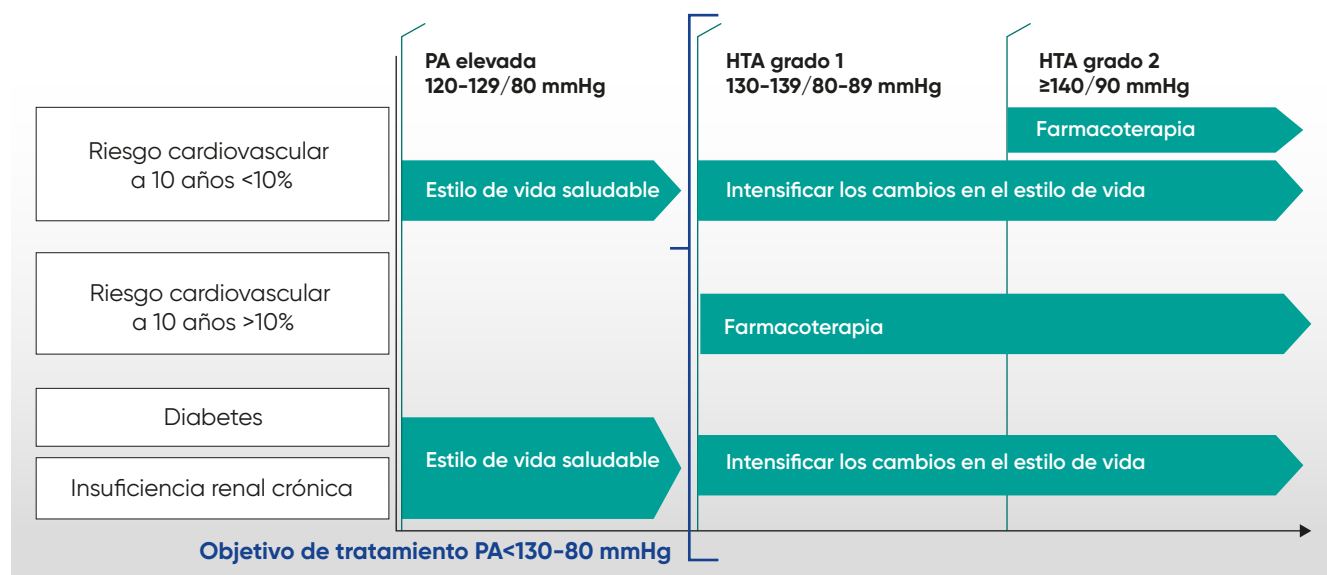 PA elevada
120-129/80 mmHg
HTA grado 1
130-139/80-89 mmHg
HTA grado 2
≥140/90 mmHg
Farmacoterapia
Riesgo cardiovascular
a 10 años <10%
Estilo de vida saludable
Intensificar los cambios en el estilo de vida
Riesgo cardiovascular
a 10 años >10%
Farmacoterapia
Diabetes
Insuficiencia renal crónica
Estilo de vida saludable
Intensificar los cambios en el estilo de vida
Objetivo de tratamiento PA<130-80 mmHg